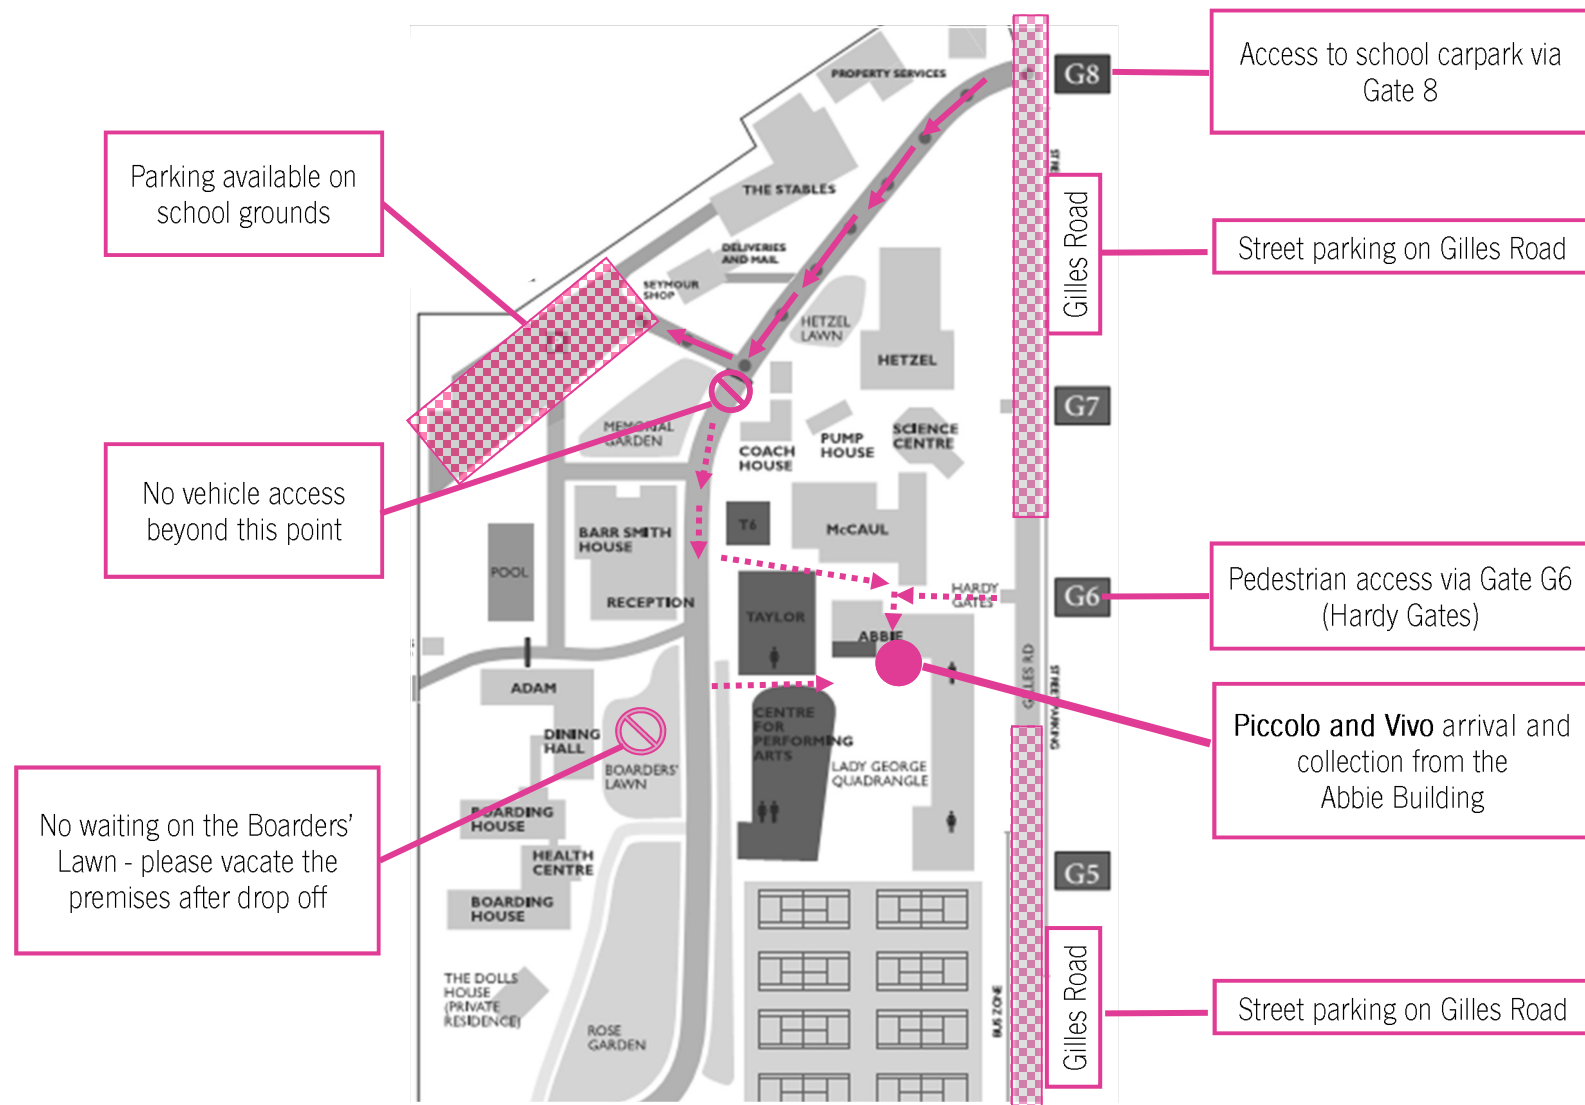 Access to school carpark via
Gate 8
G8
PROPERTY SERVICES
Parking available on
school grounds
THE STABLES
Gilles Road
Street parking on Gilles Road
DELIVERIES
AND MAIL
SEYMOUR
SHOP
HETZEL
LAWN
HETZEL
G7
MEMORIAL
GARDEN
SCIENCE
CENTRE
PUMP
HOUSE
COACH
HOUSE
No vehicle access
beyond this point
T6
McCAUL
BARR SMITH
HOUSE
POOL
RECEPTION
HARDY
GATES
G6
Pedestrian access via Gate G6
(Hardy Gates)
TAYLOR
ABBIE
GILLES RD
STREET PARKING
ADAM
Piccolo and Vivo arrival and
collection from the
Abbie Building
CENTRE
FOR
PERFORMING
ARTS
DINING
HALL
BOARDERS'
LAWN
LADY GEORGE
QUADRANGLE
No waiting on the Boarders’
Lawn - please vacate the
premises after drop off
BOARDING
HOUSE
HEALTH
CENTRE
G5
BOARDING
HOUSE
THE DOLLS
HOUSE
(PRIVATE
RESIDENCE)
ROSE
GARDEN
BUS ZONE
Gilles Road
Street parking on Gilles Road